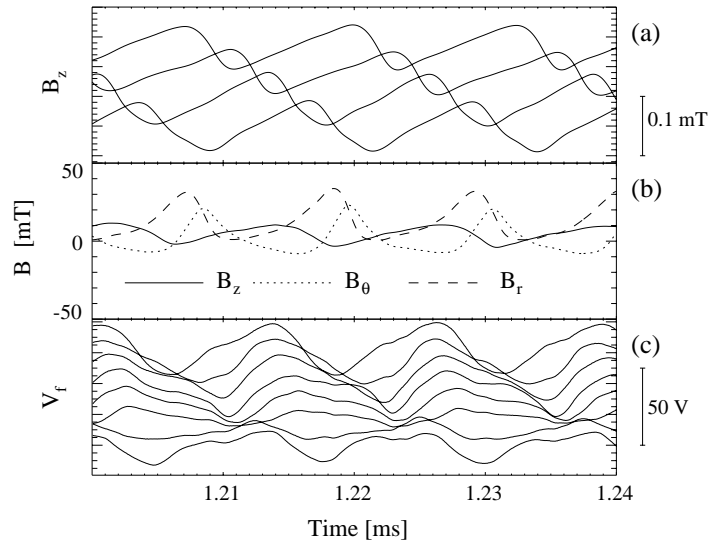 (a)
B_z
0.1 mT
50
(b)
0
B [mT]
B_z B_θ B_r
-50
(c)
V_f
50 V
1.21 1.22 1.23 1.24
Time [ms]